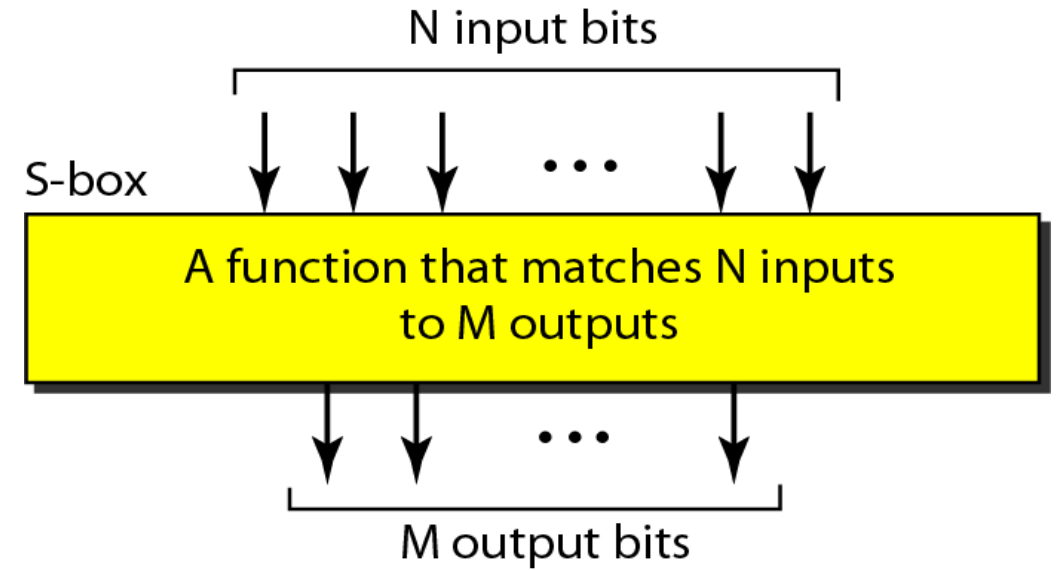 N input bits
S-box
A function that matches N inputs
to M outputs
M output bits